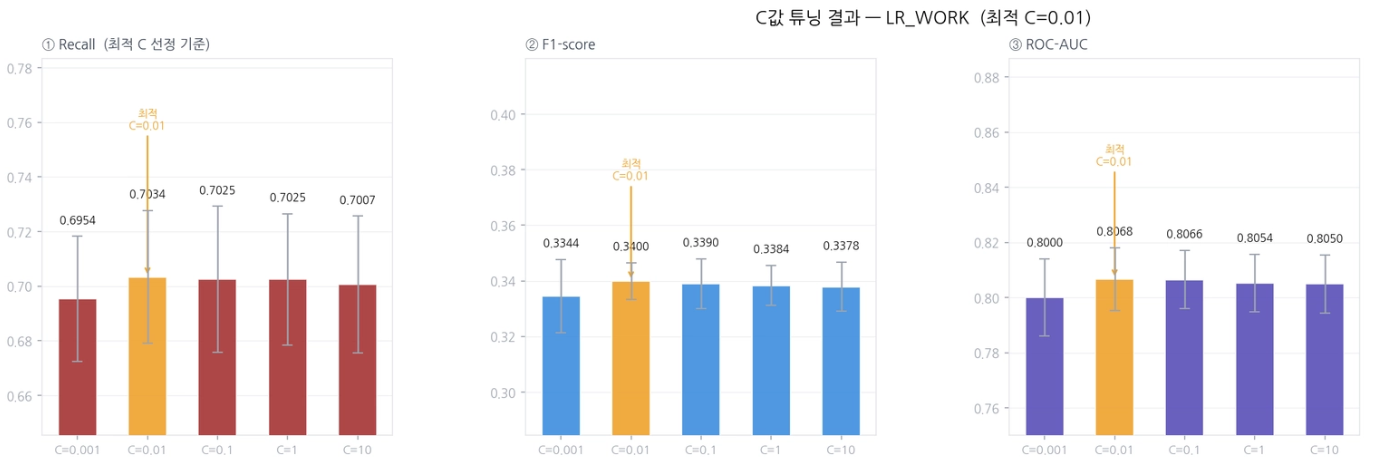 C값 튜닝 결과 — LR_WORK (최적 C=0.01)
① Recall (최적 C 선정 기준)
0.78
0.76
0.74
0.72
0.70
0.68
0.66
최적
C=0.01
0.6954
0.7034
0.7025
0.7025
0.7007
C=0.001
C=0.01
C=0.1
C=1
C=10
② F1-score
0.40
0.38
0.36
0.34
0.32
0.30
최적
C=0.01
0.3344
0.3400
0.3390
0.3384
0.3378
C=0.001
C=0.01
C=0.1
C=1
C=10
③ ROC-AUC
0.88
0.86
0.84
0.82
0.80
0.78
0.76
최적
C=0.01
0.8000
0.8068
0.8066
0.8054
0.8050
C=0.001
C=0.01
C=0.1
C=1
C=10